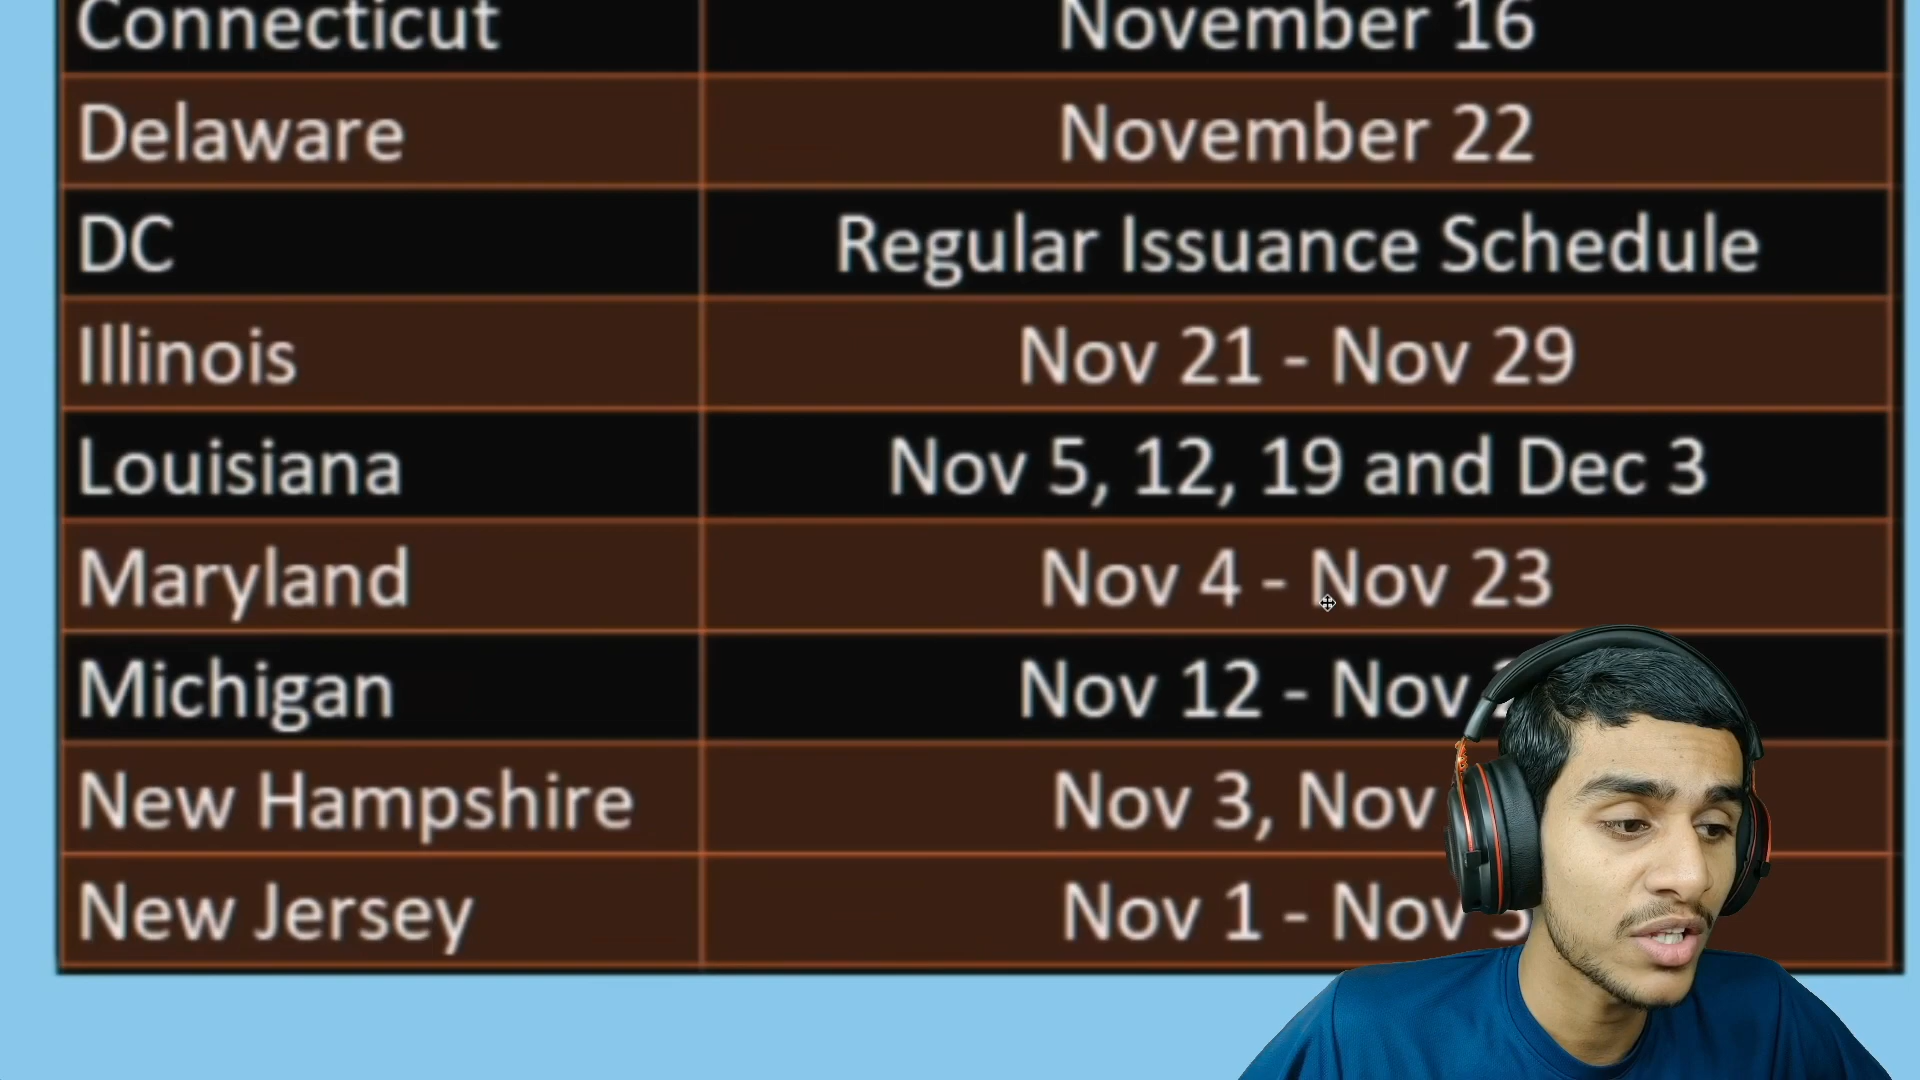 Connecticut November 16
Delaware November 22
DC Regular Issuance Schedule
Illinois Nov 21 - Nov 29
Louisiana Nov 5, 12, 19 and Dec 3
Maryland Nov 4 - Nov 23
Michigan Nov 12 - Nov
New Hampshire Nov 3, Nov
New Jersey Nov 1 - Nov